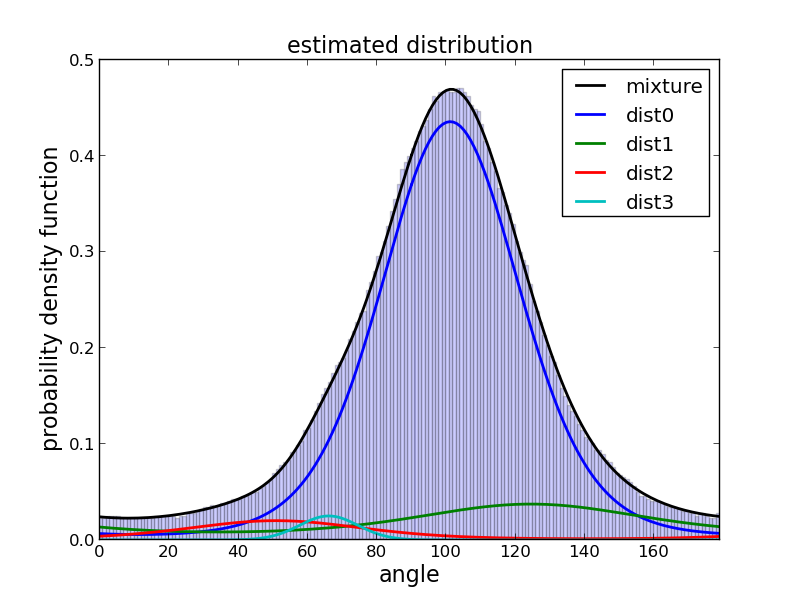 estimated distribution
probability density function
0.5
0.4
0.3
0.2
0.1
0.0
mixture
dist0
dist1
dist2
dist3
0 20 40 60 80 100 120 140 160
angle